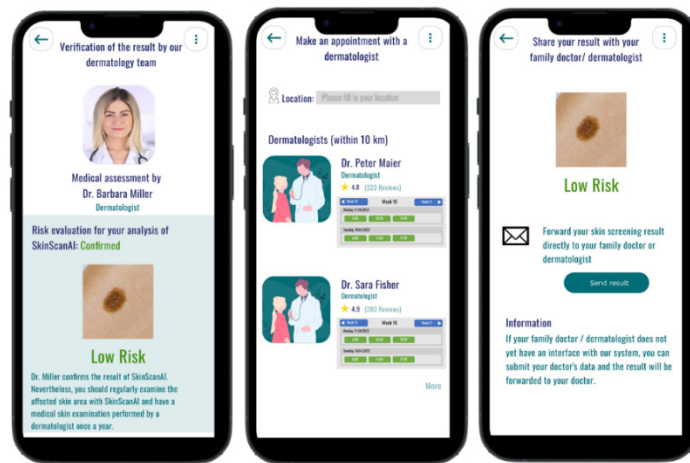 Verification of the result by our
dermatology team
Medical assessment by
Dr. Barbara Miller
Dermatologist
Risk evaluation for your analysis of
SkinScanAI: Confirmed
Low Risk
Dr. Miller confirms the result of SkinScanAI.
Nevertheless, you should regularly examine the
affected skin area with SkinScanAI and have a
medical skin examination performed by a
dermatologist once a year.
Make an appointment with a
dermatologist
Location: Please fill in your location
Dermatologists (within 10 km)
Dr. Peter Maier
Dermatologist
4.8 (320 Reviews)
Week 10
Dr. Sara Fisher
Dermatologist
4.9 (280 Reviews)
Week 10
More
Share your result with your
family doctor/ dermatologist
Low Risk
Forward your skin screening result
directly to your family doctor or
dermatologist
Send result
Information
If your family doctor / dermatologist does not
yet have an interface with our system, you can
submit your doctor's data and the result will be
forwarded to your doctor.